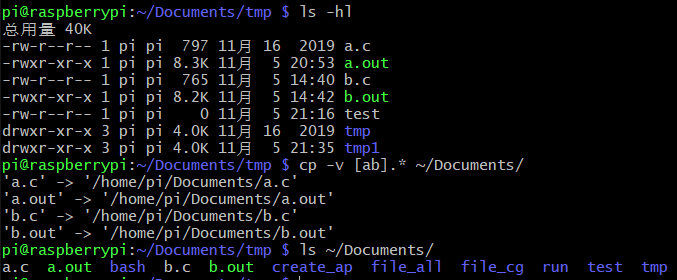 pi@raspberrypi:~/Documents/tmp $ ls -hl
总用量 40K
-rw-r--r-- 1 pi pi  797 11月 16  2019 a.c
-rwxr-xr-x 1 pi pi 8.3K 11月  5 20:53 a.out
-rw-r--r-- 1 pi pi  765 11月  5 14:40 b.c
-rwxr-xr-x 1 pi pi 8.2K 11月  5 14:42 b.out
-rw-r--r-- 1 pi pi    0 11月  5 21:16 test
drwxr-xr-x 3 pi pi 4.0K 11月 16  2019 tmp
drwxr-xr-x 3 pi pi 4.0K 11月  5 21:35 tmp1
pi@raspberrypi:~/Documents/tmp $ cp -v [ab].* ~/Documents/
'a.c' -> '/home/pi/Documents/a.c'
'a.out' -> '/home/pi/Documents/a.out'
'b.c' -> '/home/pi/Documents/b.c'
'b.out' -> '/home/pi/Documents/b.out'
pi@raspberrypi:~/Documents/tmp $ ls ~/Documents/
a.c  a.out  bash  b.c  b.out  create_ap  file_all  file_cg  run  test  tmp
pi@raspberrypi:~/Documents/tmp $